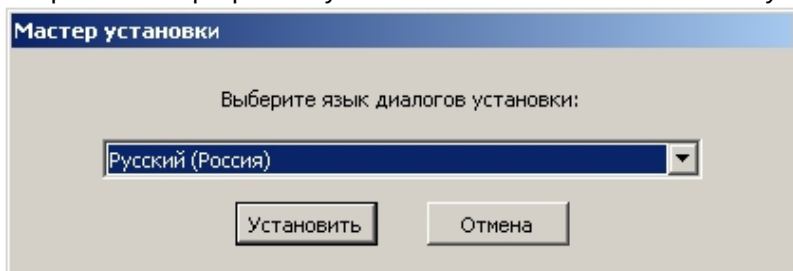 Мастер установки
Выберите язык диалогов установки:
Русский (Россия)
Установить
Отмена